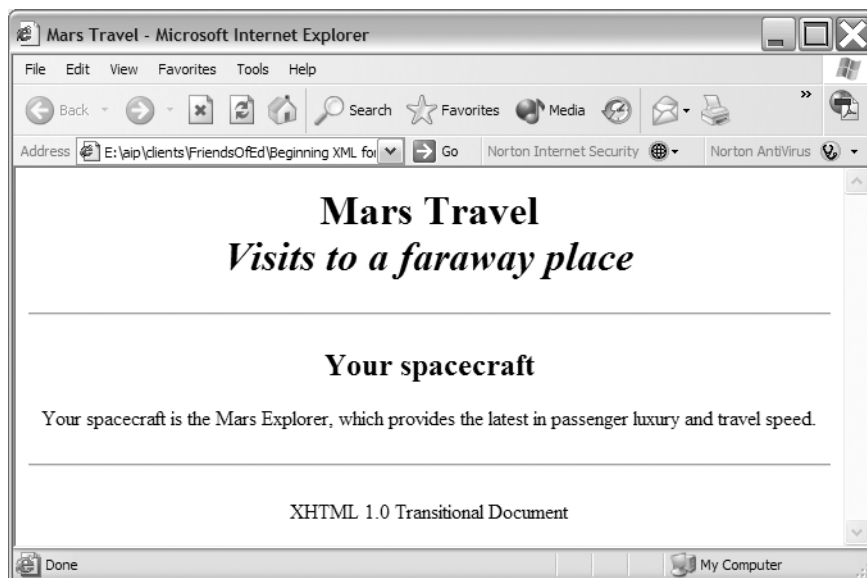 Mars Travel - Microsoft Internet Explorer
File Edit View Favorites Tools Help
Back Search Favorites Media »
Address E:\aip\clients\FriendsOfEd\Beginning XML for Go Norton Internet Security Norton AntiVirus
Mars Travel
Visits to a faraway place
Your spacecraft
Your spacecraft is the Mars Explorer, which provides the latest in passenger luxury and travel speed.
XHTML 1.0 Transitional Document
Done My Computer